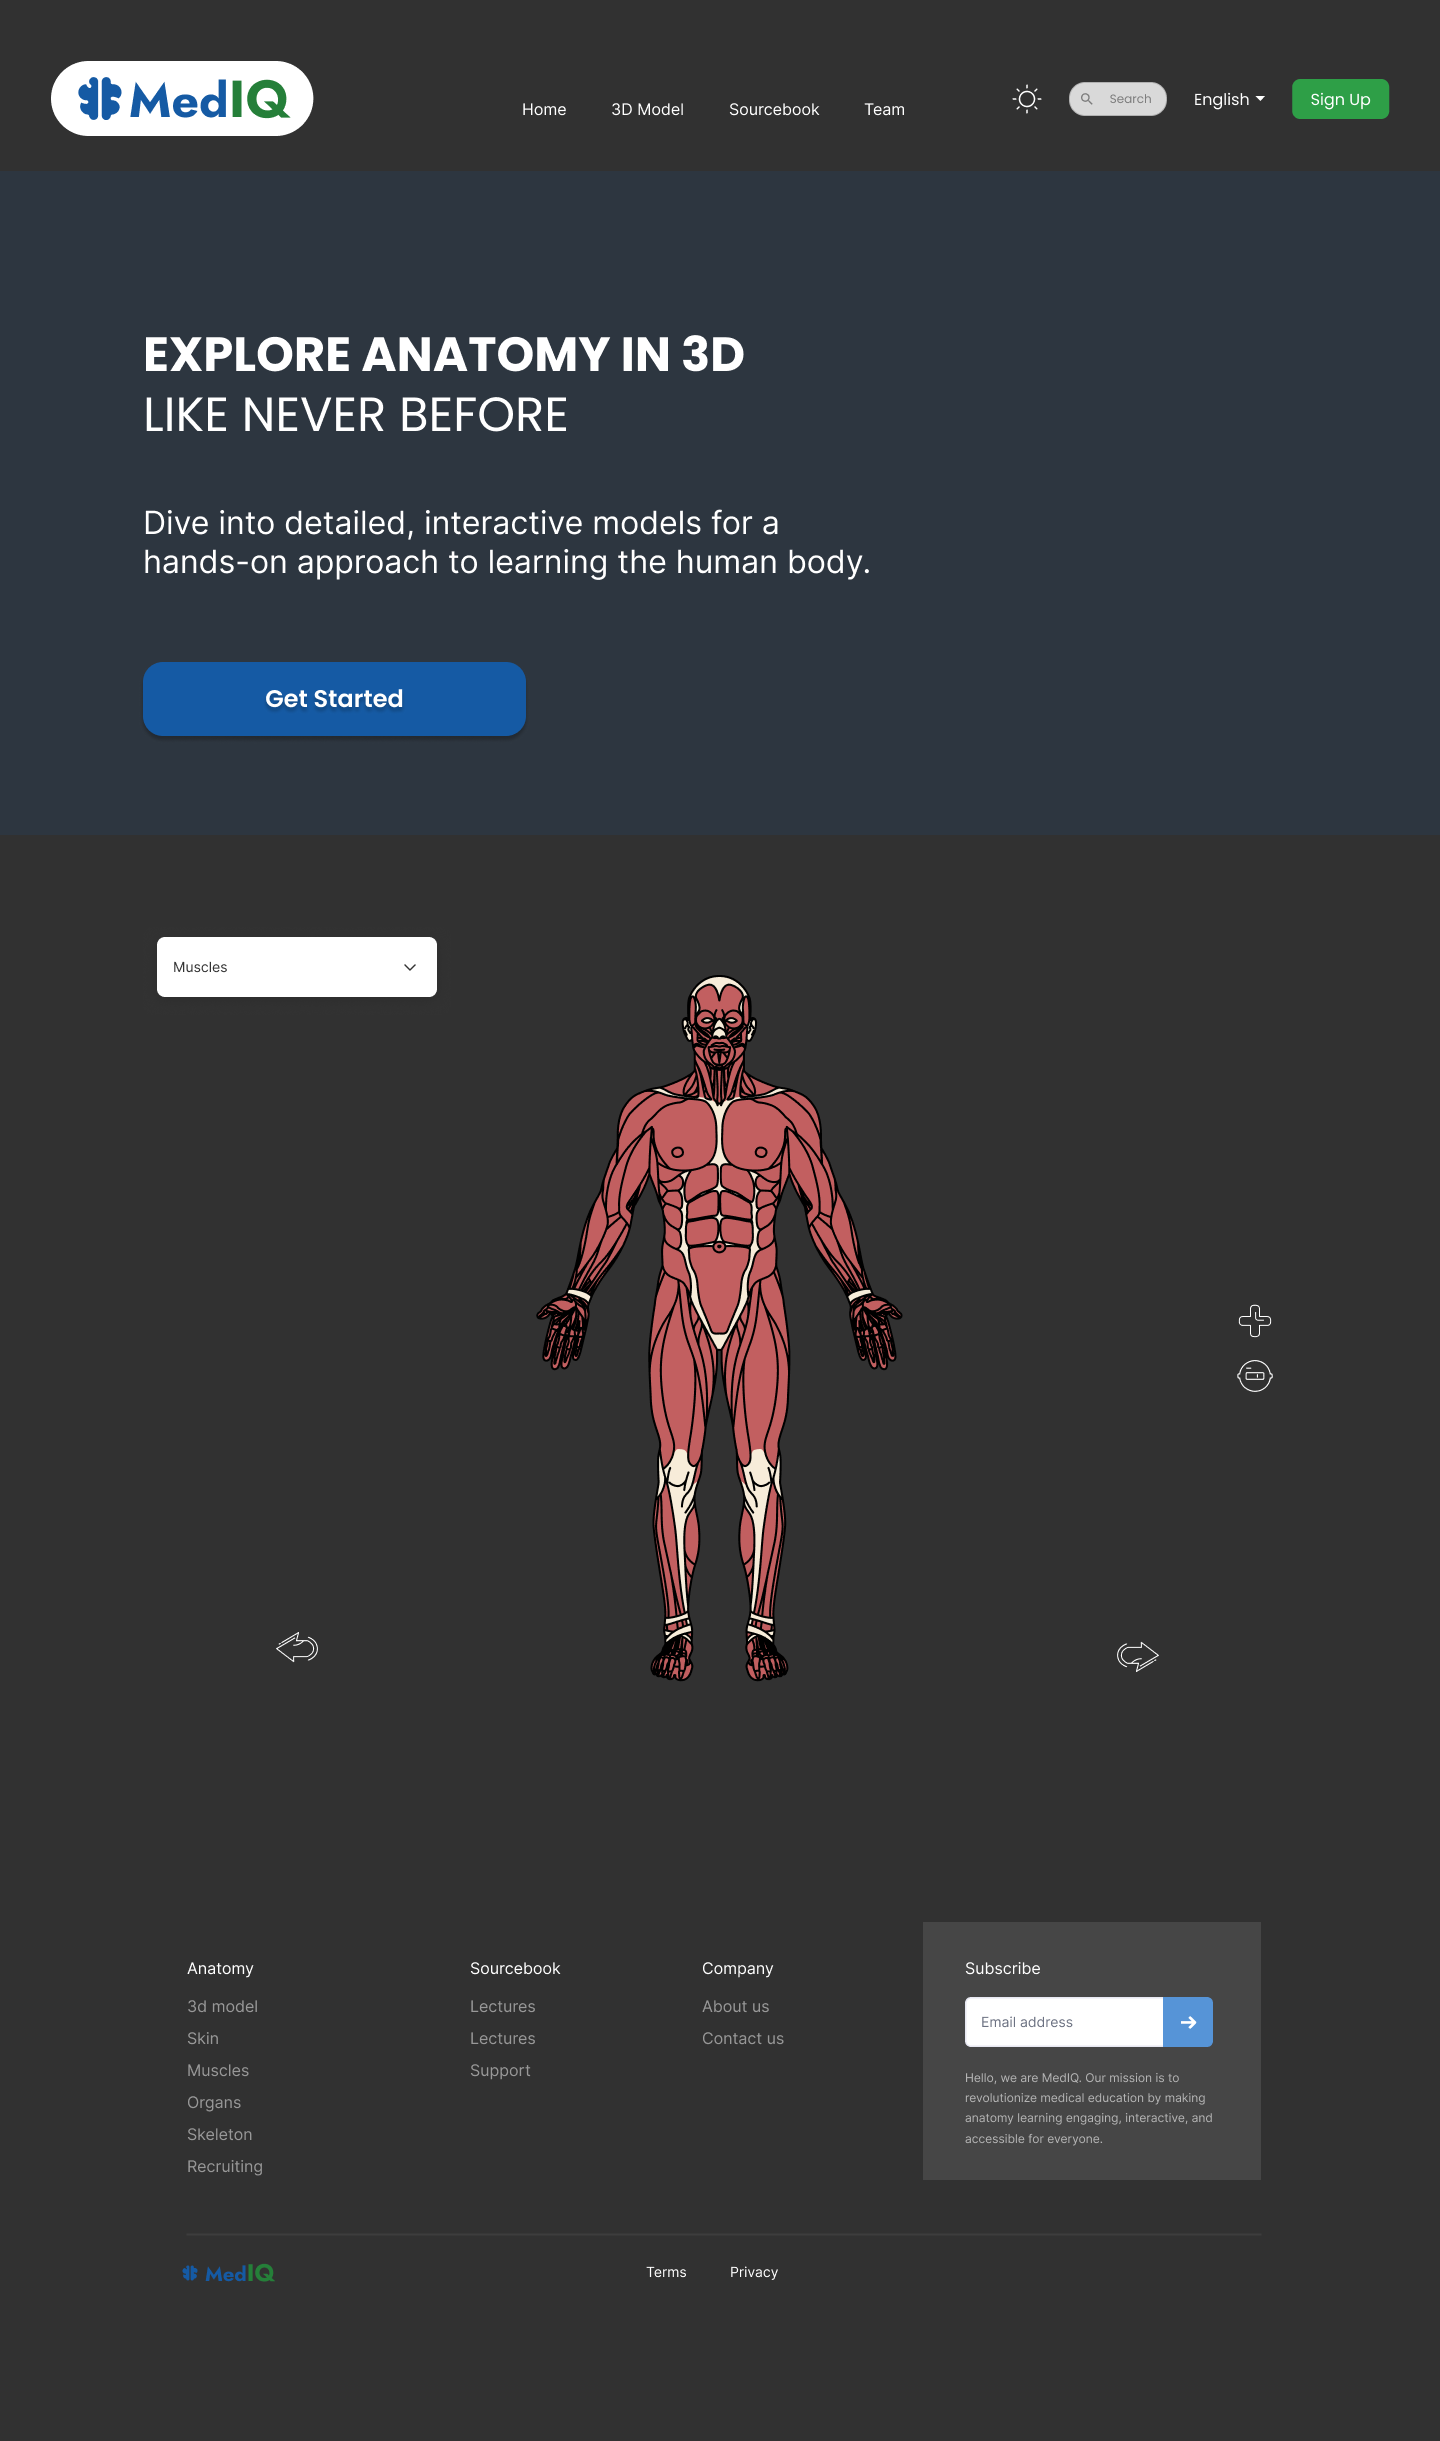 MedIQ
Home 3D Model Sourcebook Team
Search
English
Sign Up
EXPLORE ANATOMY IN 3D
LIKE NEVER BEFORE
Dive into detailed, interactive models for a
hands-on approach to learning the human body.
Get Started
Muscles
Anatomy
3d model
Skin
Muscles
Organs
Skeleton
Recruiting
Sourcebook
Lectures
Lectures
Support
Company
About us
Contact us
Subscribe
Email address
Hello, we are MedIQ. Our mission is to
revolutionize medical education by making
anatomy learning engaging, interactive, and
accessible for everyone.
MedIQ
Terms Privacy